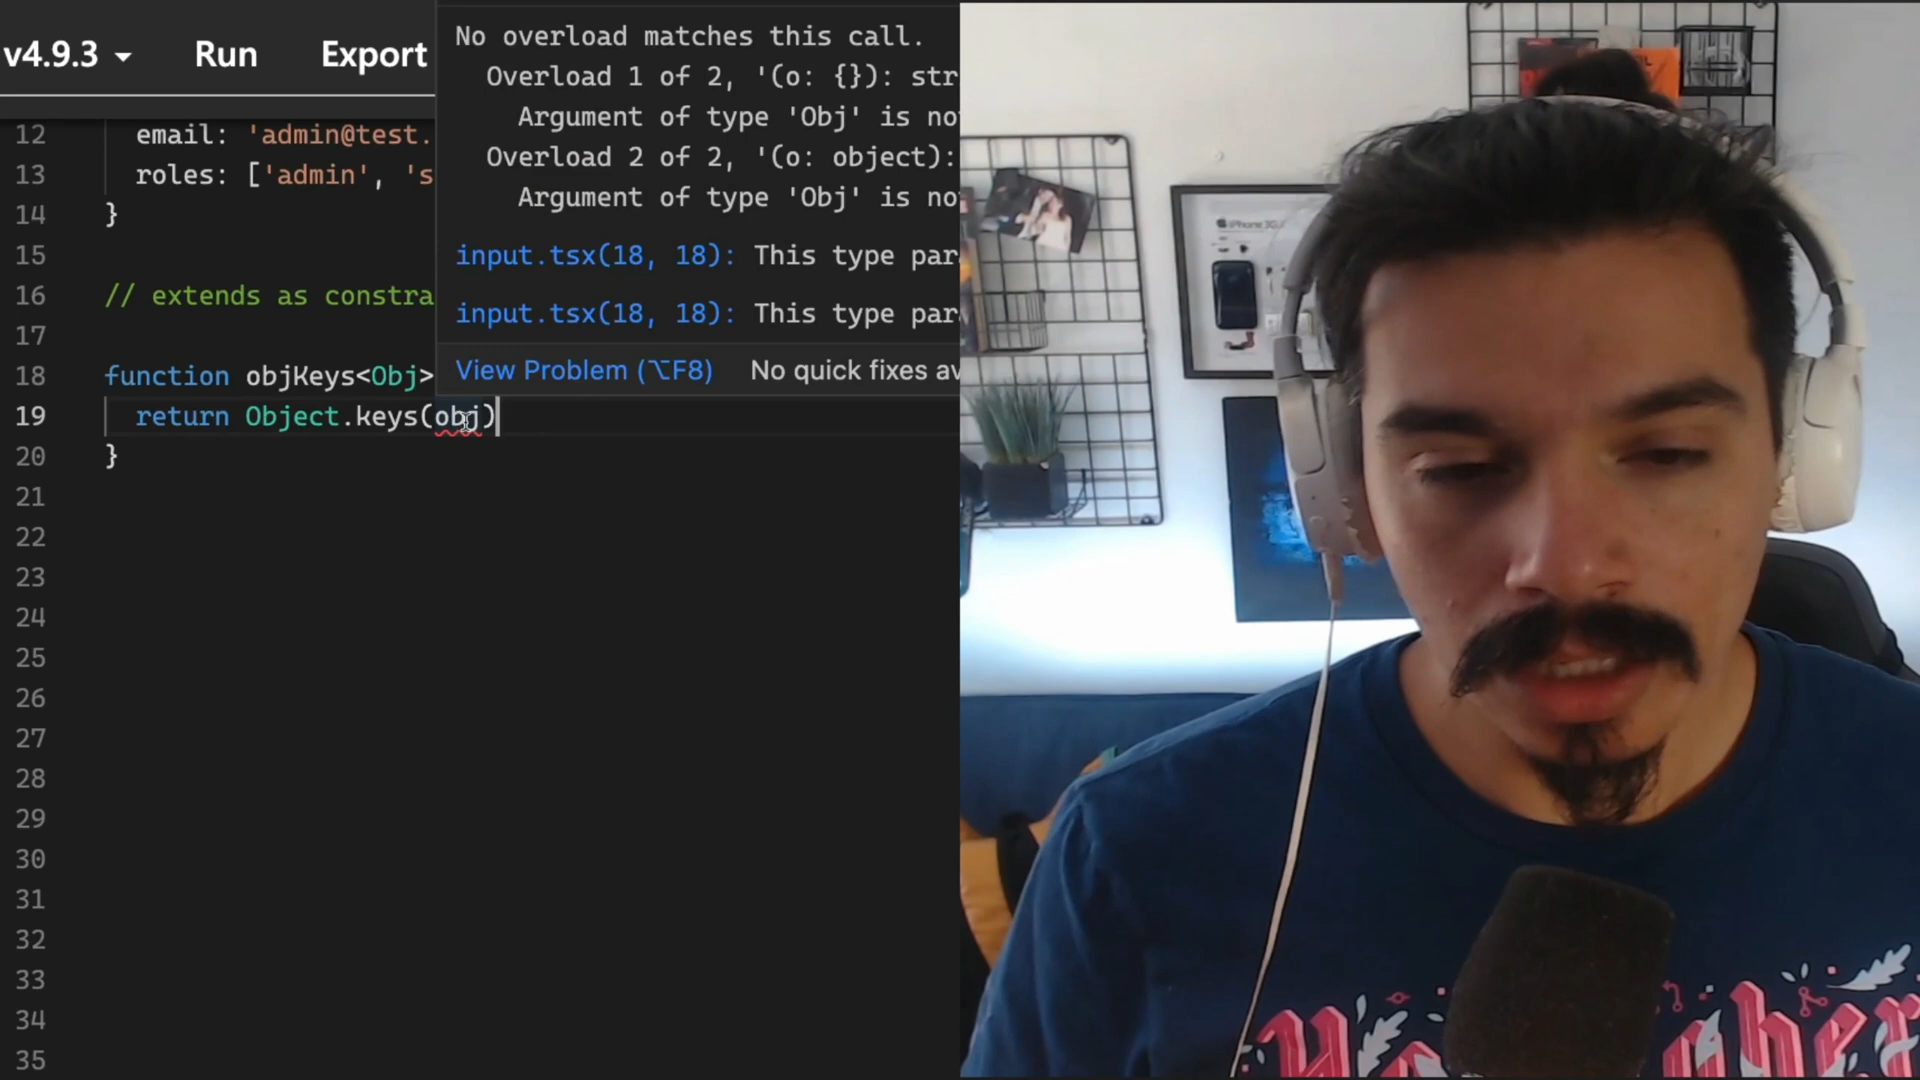 v4.9.3 Run Export
No overload matches this call.
Overload 1 of 2, '(o: {}): str
Argument of type 'Obj' is no
Overload 2 of 2, '(o: object):
Argument of type 'Obj' is no
input.tsx(18, 18): This type par
input.tsx(18, 18): This type par
View Problem (⌥F8) No quick fixes av
12 email: 'admin@test.
13 roles: ['admin', 's
14 }
15
16 // extends as constra
17
18 function objKeys<Obj>
19 return Object.keys(obj)
20 }
21
22
23
24
25
26
27
28
29
30
31
32
33
34
35
iPhone 3G